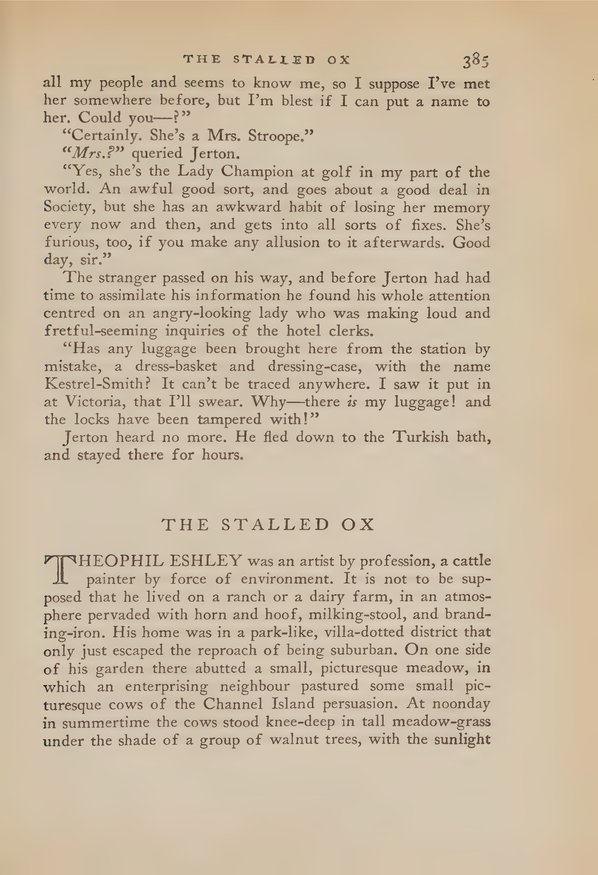 THE STALLED OX 385
all my people and seems to know me, so I suppose I've met
her somewhere before, but I'm blest if I can put a name to
her. Could you—?"
"Certainly. She's a Mrs. Stroope."
"Mrs.?" queried Jerton.
"Yes, she's the Lady Champion at golf in my part of the
world. An awful good sort, and goes about a good deal in
Society, but she has an awkward habit of losing her memory
every now and then, and gets into all sorts of fixes. She's
furious, too, if you make any allusion to it afterwards. Good
day, sir."
The stranger passed on his way, and before Jerton had had
time to assimilate his information he found his whole attention
centred on an angry-looking lady who was making loud and
fretful-seeming inquiries of the hotel clerks.
"Has any luggage been brought here from the station by
mistake, a dress-basket and dressing-case, with the name
Kestrel-Smith? It can't be traced anywhere. I saw it put in
at Victoria, that I'll swear. Why—there is my luggage! and
the locks have been tampered with!"
Jerton heard no more. He fled down to the Turkish bath,
and stayed there for hours.
THE STALLED OX
THEOPHIL ESHLEY was an artist by profession, a cattle
painter by force of environment. It is not to be sup-
posed that he lived on a ranch or a dairy farm, in an atmos-
phere pervaded with horn and hoof, milking-stool, and brand-
ing-iron. His home was in a park-like, villa-dotted district that
only just escaped the reproach of being suburban. On one side
of his garden there abutted a small, picturesque meadow, in
which an enterprising neighbour pastured some small pic-
turesque cows of the Channel Island persuasion. At noonday
in summertime the cows stood knee-deep in tall meadow-grass
under the shade of a group of walnut trees, with the sunlight